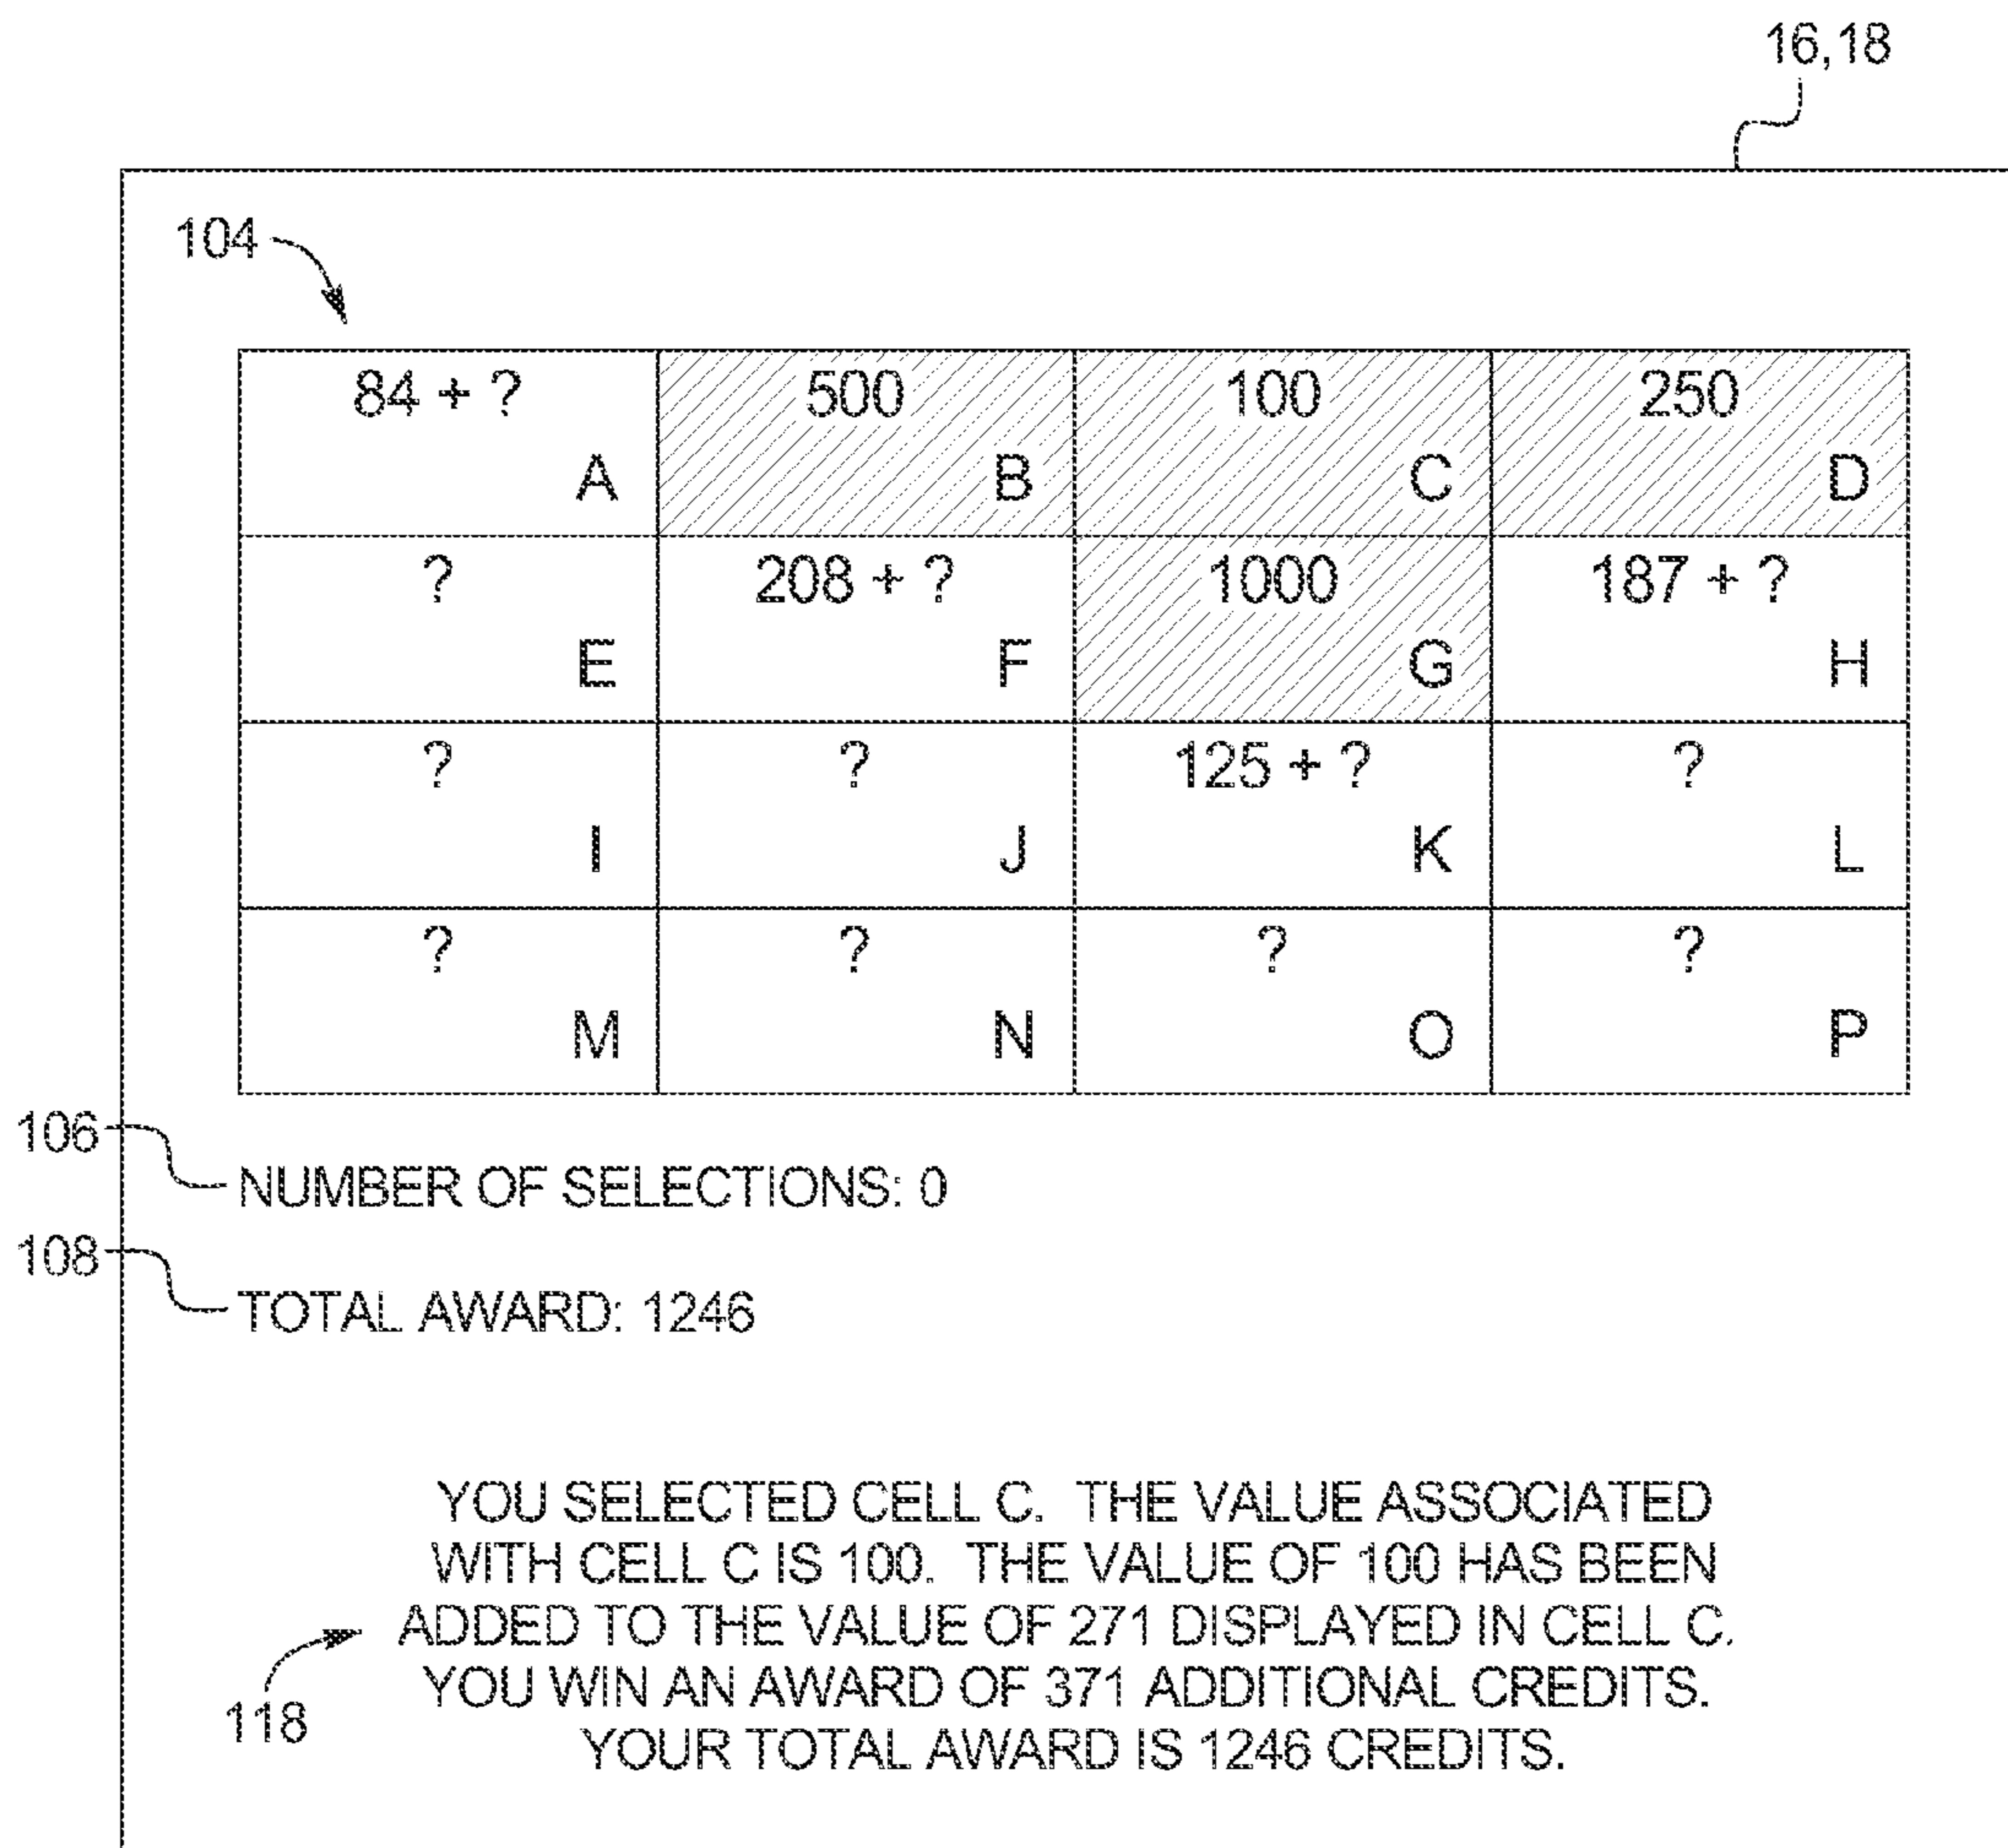 16,18
104
84 + ? 500 100 250
A B C D
? 208 + ? 1000 187 + ?
E F G H
? ? 125 + ? ?
I J K L
? ? ? ?
M N O P
106
NUMBER OF SELECTIONS: 0
108
TOTAL AWARD: 1246
YOU SELECTED CELL C. THE VALUE ASSOCIATED
WITH CELL C IS 100. THE VALUE OF 100 HAS BEEN
ADDED TO THE VALUE OF 271 DISPLAYED IN CELL C.
YOU WIN AN AWARD OF 371 ADDITIONAL CREDITS.
118
YOUR TOTAL AWARD IS 1246 CREDITS.